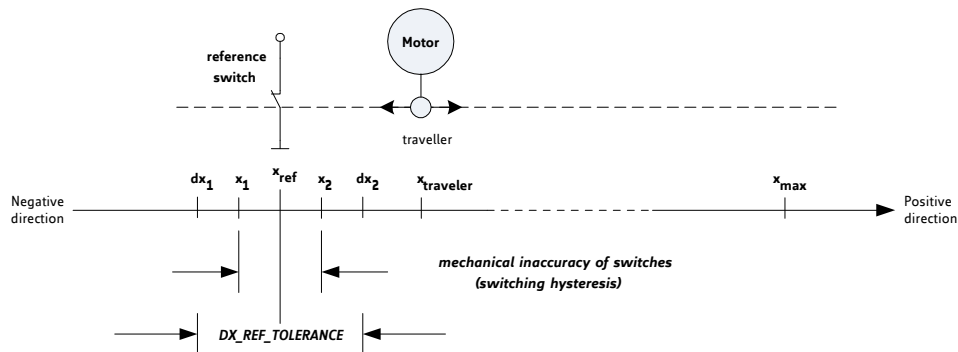 Motor
reference
switch
traveller
dx1 x1 xref x2 dx2 xtraveler xmax
Negative
direction
Positive
direction
mechanical inaccuracy of switches
(switching hysteresis)
DX_REF_TOLERANCE